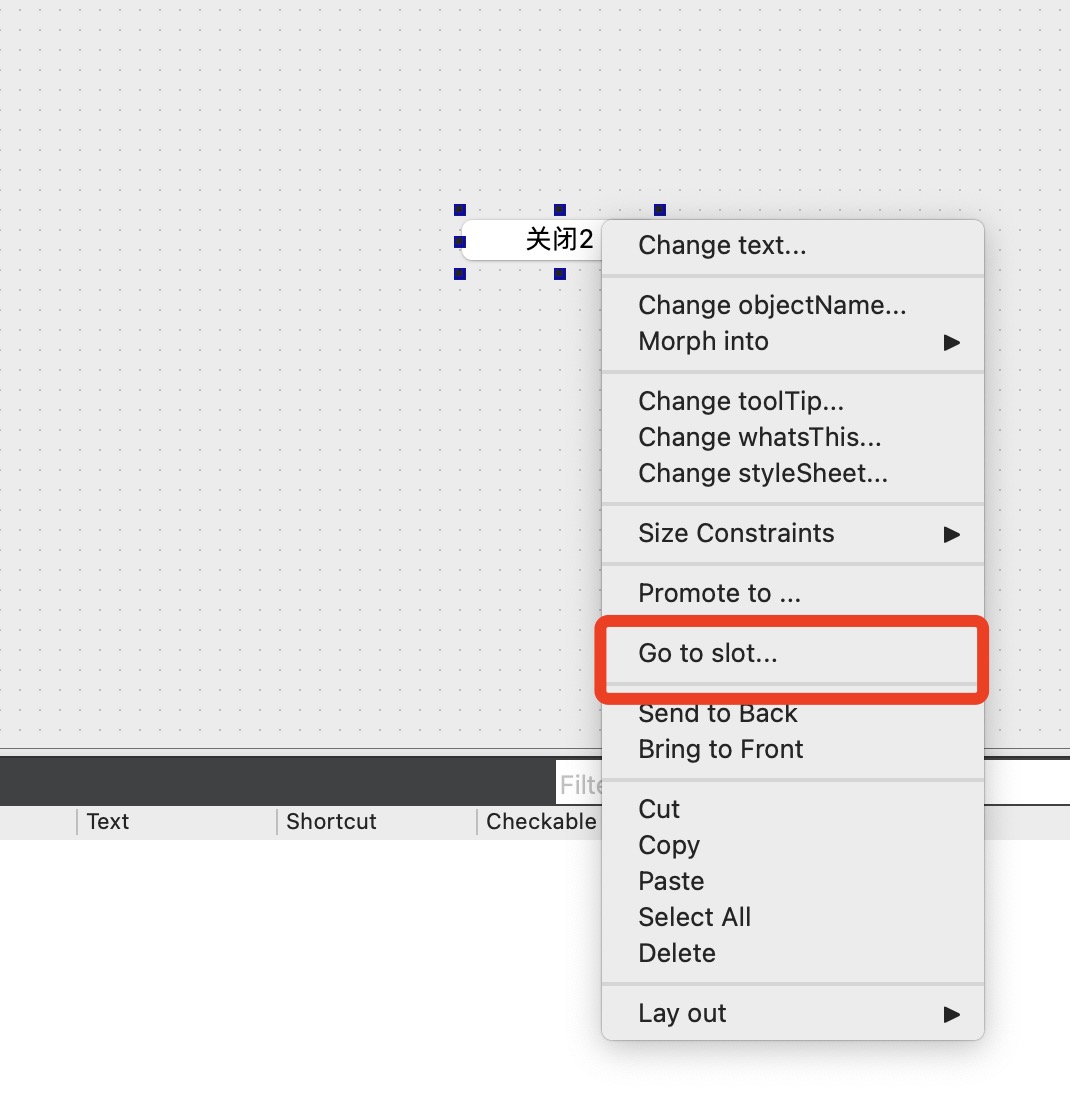 关闭2
Change text...
Change objectName...
Morph into
Change toolTip...
Change whatsThis...
Change styleSheet...
Size Constraints
Promote to ...
Go to slot...
Send to Back
Bring to Front
Filte
Text Shortcut Checkable
Cut
Copy
Paste
Select All
Delete
Lay out